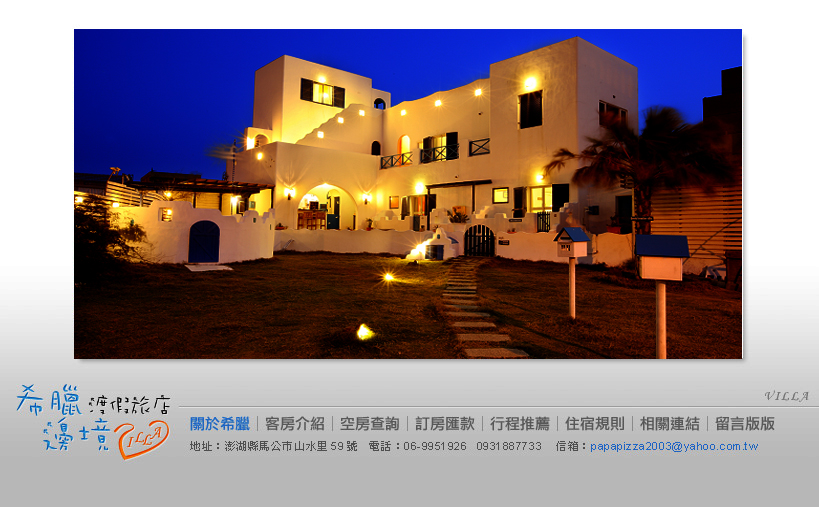 VILLA
希臘 渡假旅店
邊境 VILLA
關於希臘｜客房介紹｜空房查詢｜訂房匯款｜行程推薦｜住宿規則｜相關連結｜留言版版
地址：澎湖縣馬公市山水里 59 號 電話：06-9951926 0931887733 信箱：papapizza2003@yahoo.com.tw